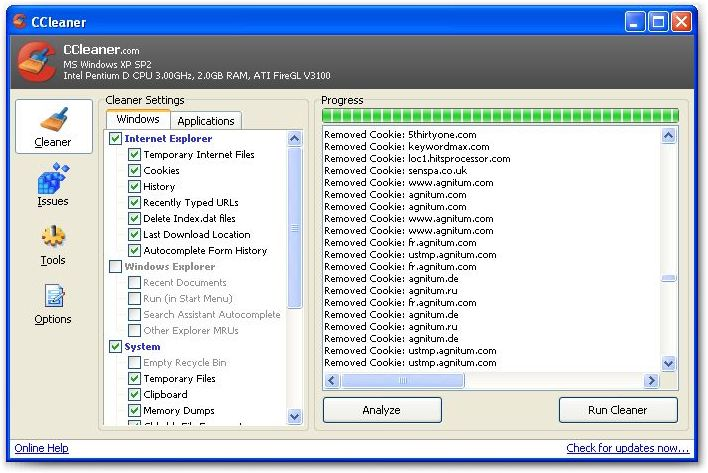 CCleaner
CCleaner.com
MS Windows XP SP2
Intel Pentium D CPU 3.00GHz, 2.0GB RAM, ATI FireGL V3100
Cleaner
Issues
Tools
Options
Cleaner Settings
Windows
Applications
Internet Explorer
Temporary Internet Files
Cookies
History
Recently Typed URLs
Delete Index.dat files
Last Download Location
Autocomplete Form History
Windows Explorer
Recent Documents
Run (in Start Menu)
Search Assistant Autocomplete
Other Explorer MRUs
System
Empty Recycle Bin
Temporary Files
Clipboard
Memory Dumps
Progress
Removed Cookie: 5thirtyone.com
Removed Cookie: keywordmax.com
Removed Cookie: loc1.hitsprocessor.com
Removed Cookie: senspa.co.uk
Removed Cookie: www.agnitum.com
Removed Cookie: agnitum.com
Removed Cookie: agnitum.com
Removed Cookie: www.agnitum.com
Removed Cookie: www.agnitum.com
Removed Cookie: fr.agnitum.com
Removed Cookie: ustmp.agnitum.com
Removed Cookie: fr.agnitum.com
Removed Cookie: agnitum.de
Removed Cookie: agnitum.ru
Removed Cookie: fr.agnitum.com
Removed Cookie: agnitum.de
Removed Cookie: agnitum.ru
Removed Cookie: agnitum.de
Removed Cookie: ustmp.agnitum.com
Removed Cookie: ustmp.agnitum.com
Analyze
Run Cleaner
Online Help
Check for updates now...